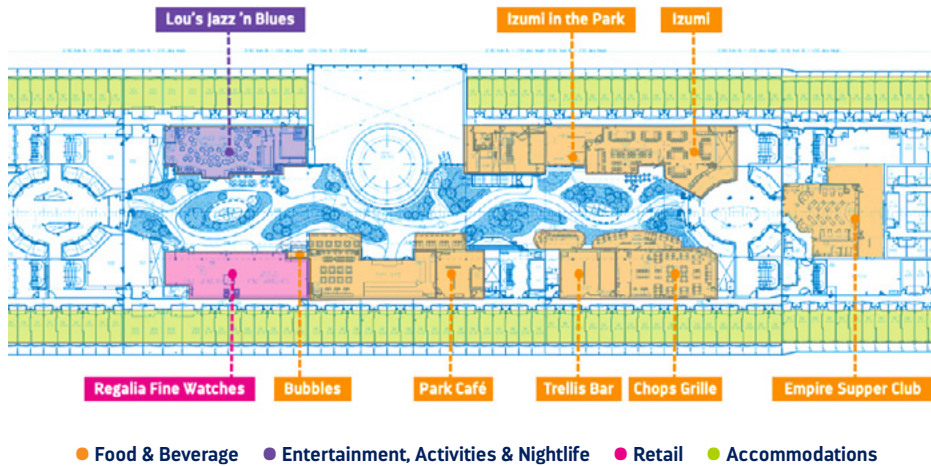 Lou's Jazz 'n Blues
Izumi in the Park
Izumi
Regalia Fine Watches
Bubbles
Park Café
Trellis Bar
Chops Grille
Empire Supper Club
Food & Beverage
Entertainment, Activities & Nightlife
Retail
Accommodations